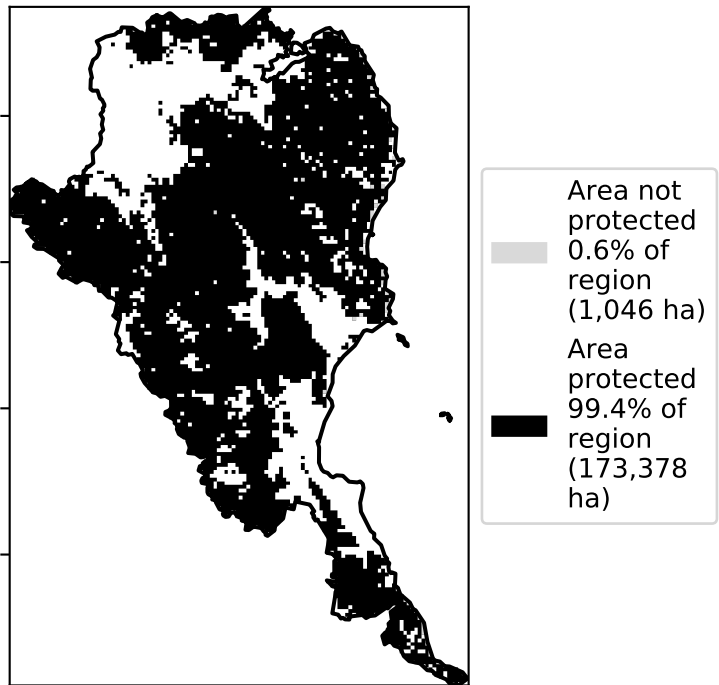 Area not
protected
0.6% of
region
(1,046 ha)
Area
protected
99.4% of
region
(173,378
ha)